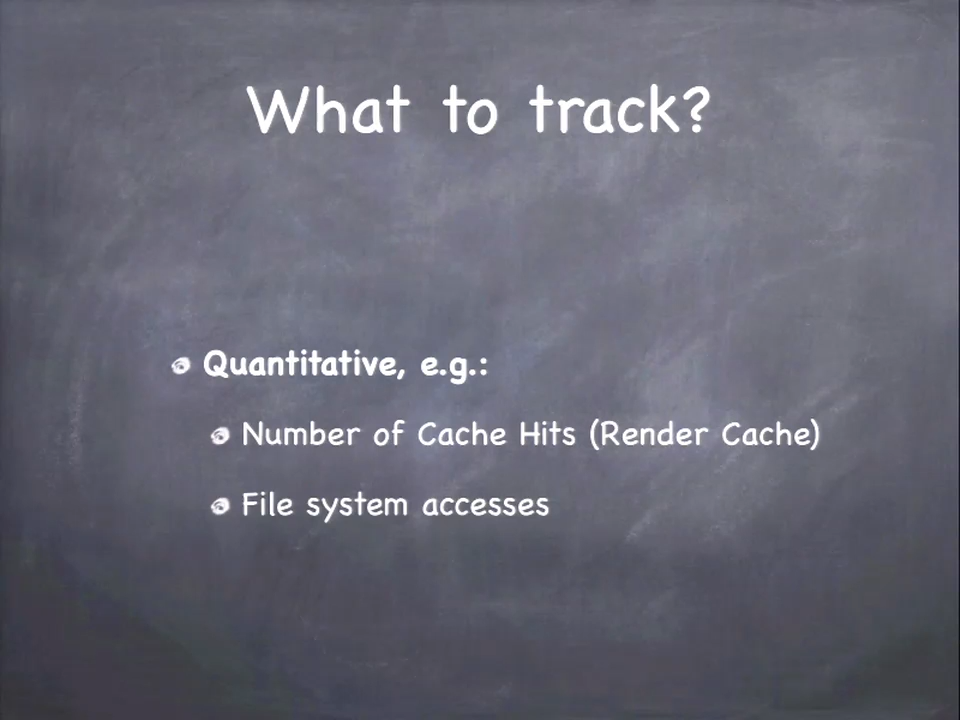 What to track?
Quantitative, e.g.:
Number of Cache Hits (Render Cache)
File system accesses